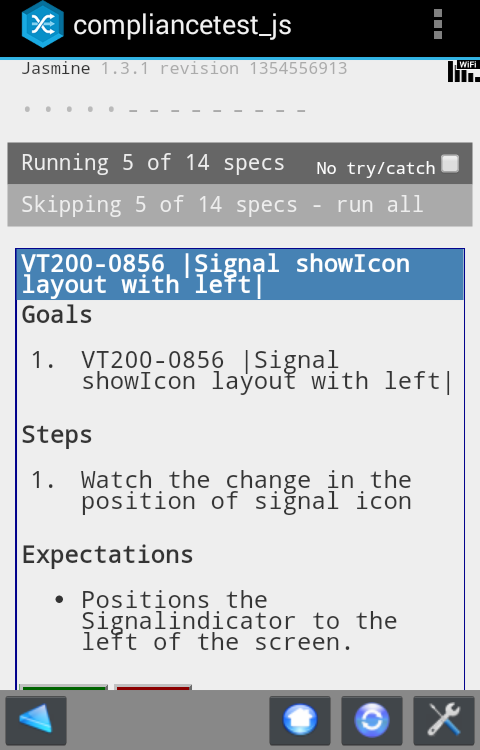 compliancetest_js
Jasmine 1.3.1 revision 1354556913
WiFi
Running 5 of 14 specs No try/catch
Skipping 5 of 14 specs - run all
VT200-0856 |Signal showIcon
layout with left|
Goals
1. VT200-0856 |Signal
showIcon layout with left|
Steps
1. Watch the change in the
position of signal icon
Expectations
• Positions the
Signalindicator to the
left of the screen.